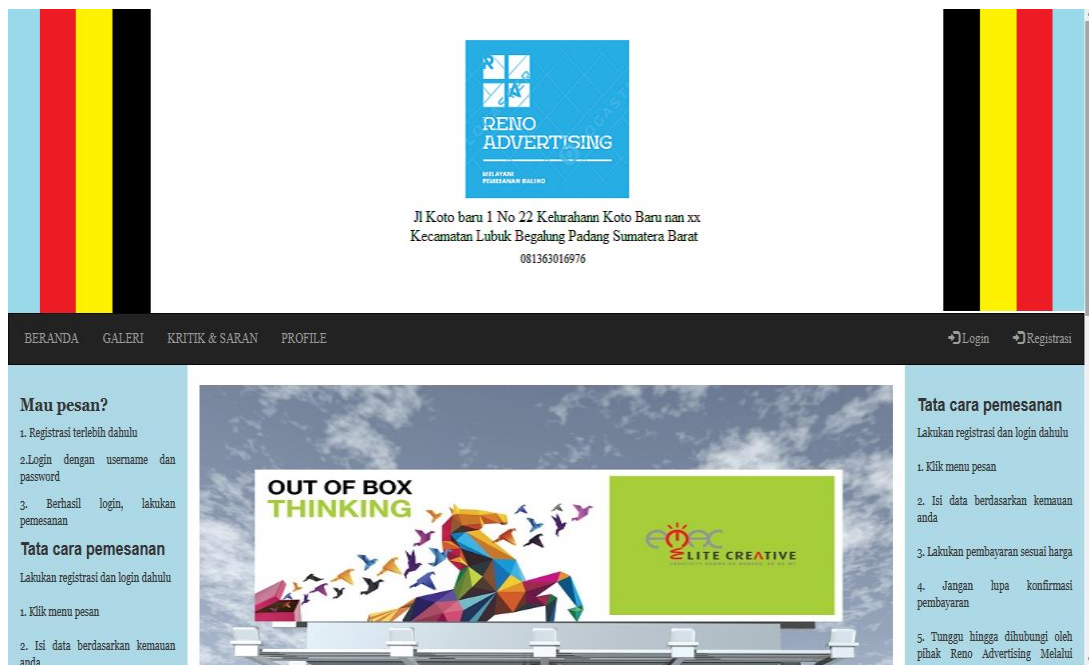 R
A
RENO
ADVERTISING
MELAYANI
PEMESANAN BALIHO
Jl Koto baru 1 No 22 Kelurahann Koto Baru nan xx
Kecamatan Lubuk Begalung Padang Sumatera Barat
081363016976
BERANDA GALERI KRITIK & SARAN PROFILE Login Registrasi
Mau pesan?
1. Registrasi terlebih dahulu
2.Login dengan username dan
password
3. Berhasil login, lakukan
pemesanan
Tata cara pemesanan
Lakukan registrasi dan login dahulu
1. Klik menu pesan
2. Isi data berdasarkan kemauan
anda
OUT OF BOX
THINKING
ELITE CREATIVE
Tata cara pemesanan
Lakukan registrasi dan login dahulu
1. Klik menu pesan
2. Isi data berdasarkan kemauan
anda
3. Lakukan pembayaran sesuai harga
4. Jangan lupa konfirmasi
pembayaran
5. Tunggu hingga dihubungi oleh
pihak Reno Advertising Melalui